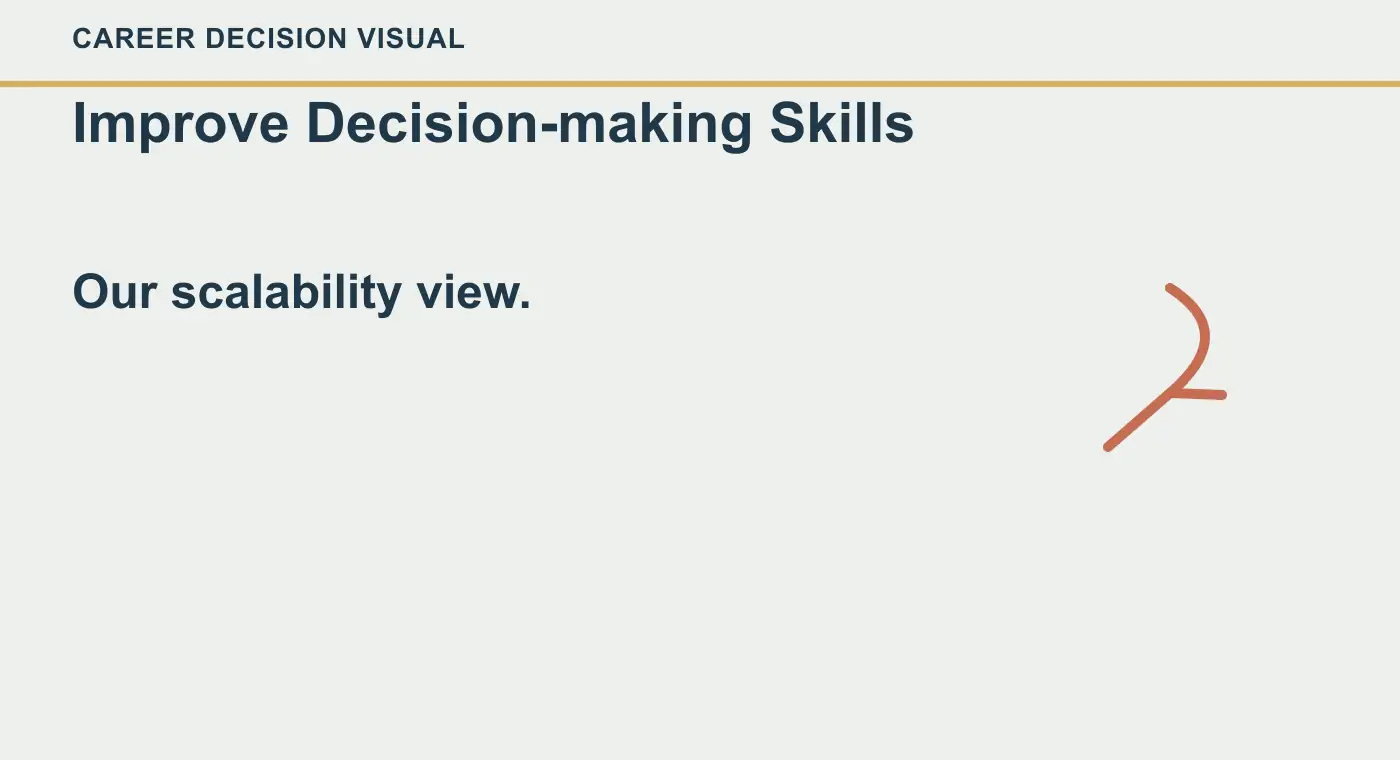 CAREER DECISION VISUAL
Improve Decision-making Skills
Our scalability view.